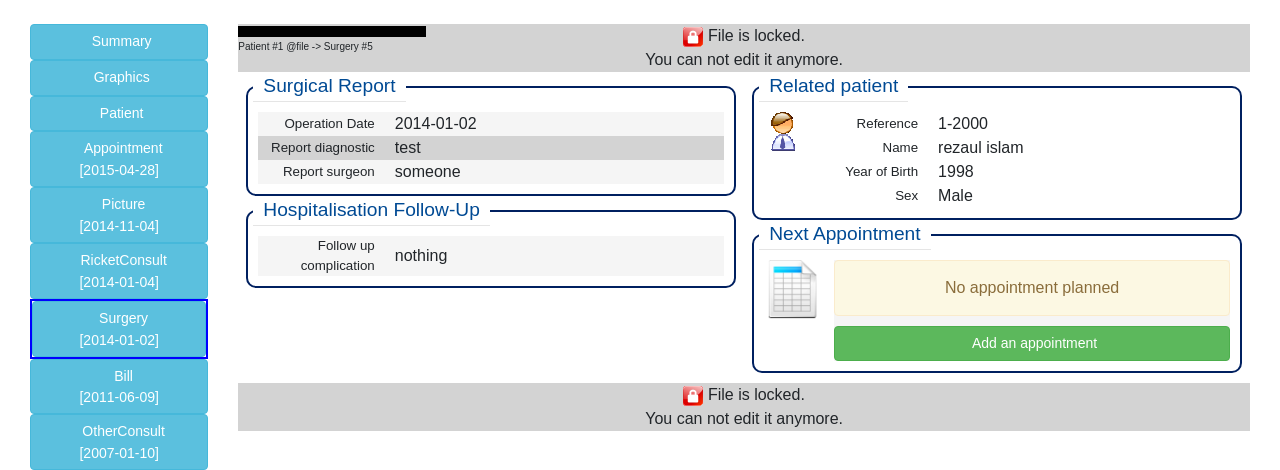 Summary
Graphics
Patient
Appointment
[2015-04-28]
Picture
[2014-11-04]
RicketConsult
[2014-01-04]
Surgery
[2014-01-02]
Bill
[2011-06-09]
OtherConsult
[2007-01-10]
Patient #1 @file -> Surgery #5
File is locked.
You can not edit it anymore.
Surgical Report
Operation Date 2014-01-02
Report diagnostic test
Report surgeon someone
Hospitalisation Follow-Up
Follow up
complication
nothing
Related patient
Reference 1-2000
Name rezaul islam
Year of Birth 1998
Sex Male
Next Appointment
No appointment planned
Add an appointment
File is locked.
You can not edit it anymore.